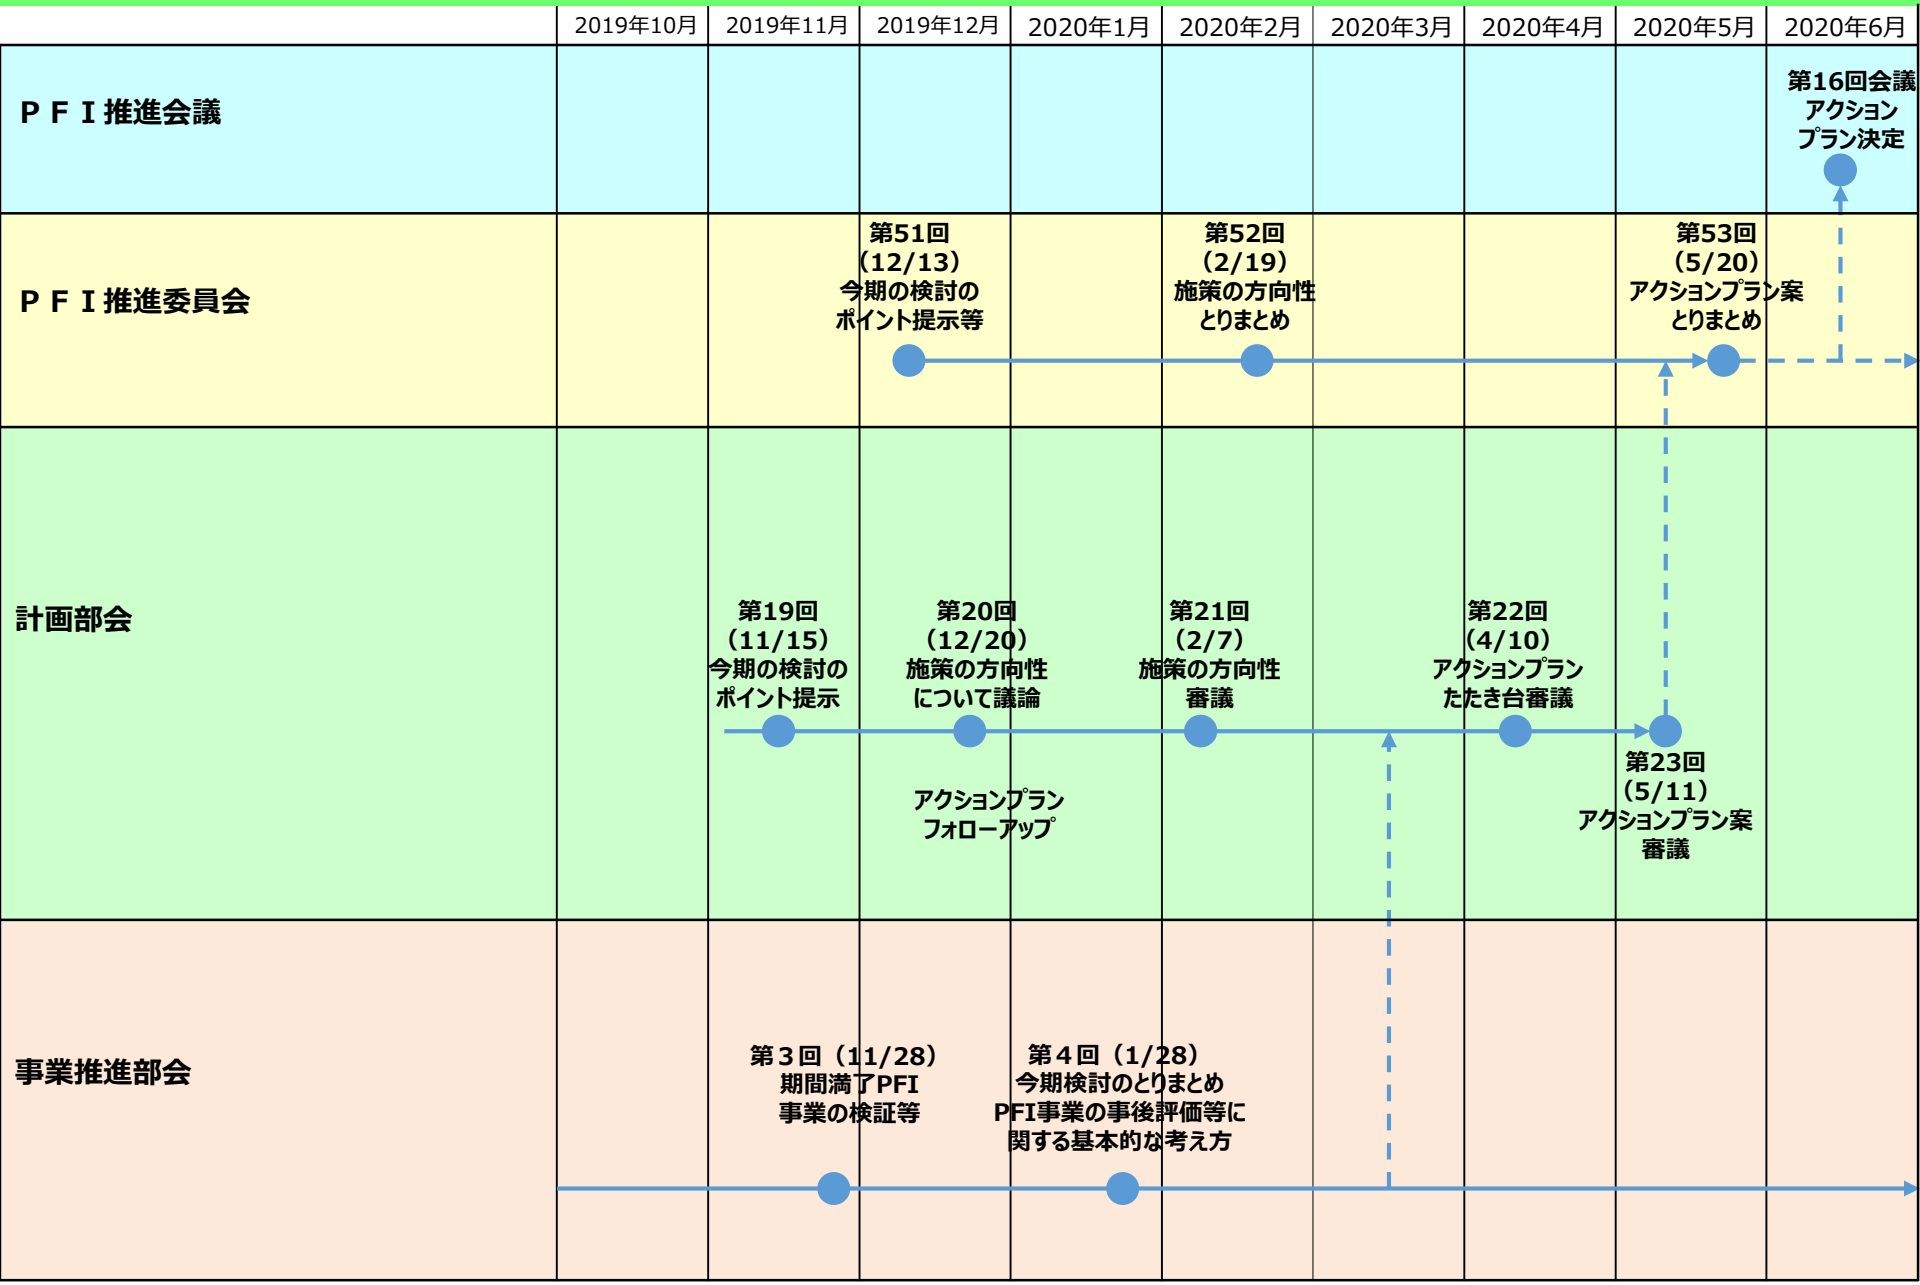 2019年10月
2019年11月
2019年12月
2020年1月
2020年2月
2020年3月
2020年4月
2020年5月
2020年6月
ＰＦＩ推進会議
第16回会議
アクション
プラン決定
ＰＦＩ推進委員会
第51回
（12/13）
今期の検討の
ポイント提示等
第52回
（2/19）
施策の方向性
とりまとめ
第53回
（5/20）
アクションプラン案
とりまとめ
計画部会
第19回
（11/15）
今期の検討の
ポイント提示
第20回
（12/20）
施策の方向性
について議論
アクションプラン
フォローアップ
第21回
（2/7）
施策の方向性
審議
第22回
（4/10）
アクションプラン
たたき台審議
第23回
（5/11）
アクションプラン案
審議
事業推進部会
第３回（11/28）
期間満了PFI
事業の検証等
第４回（1/28）
今期検討のとりまとめ
PFI事業の事後評価等に
関する基本的な考え方